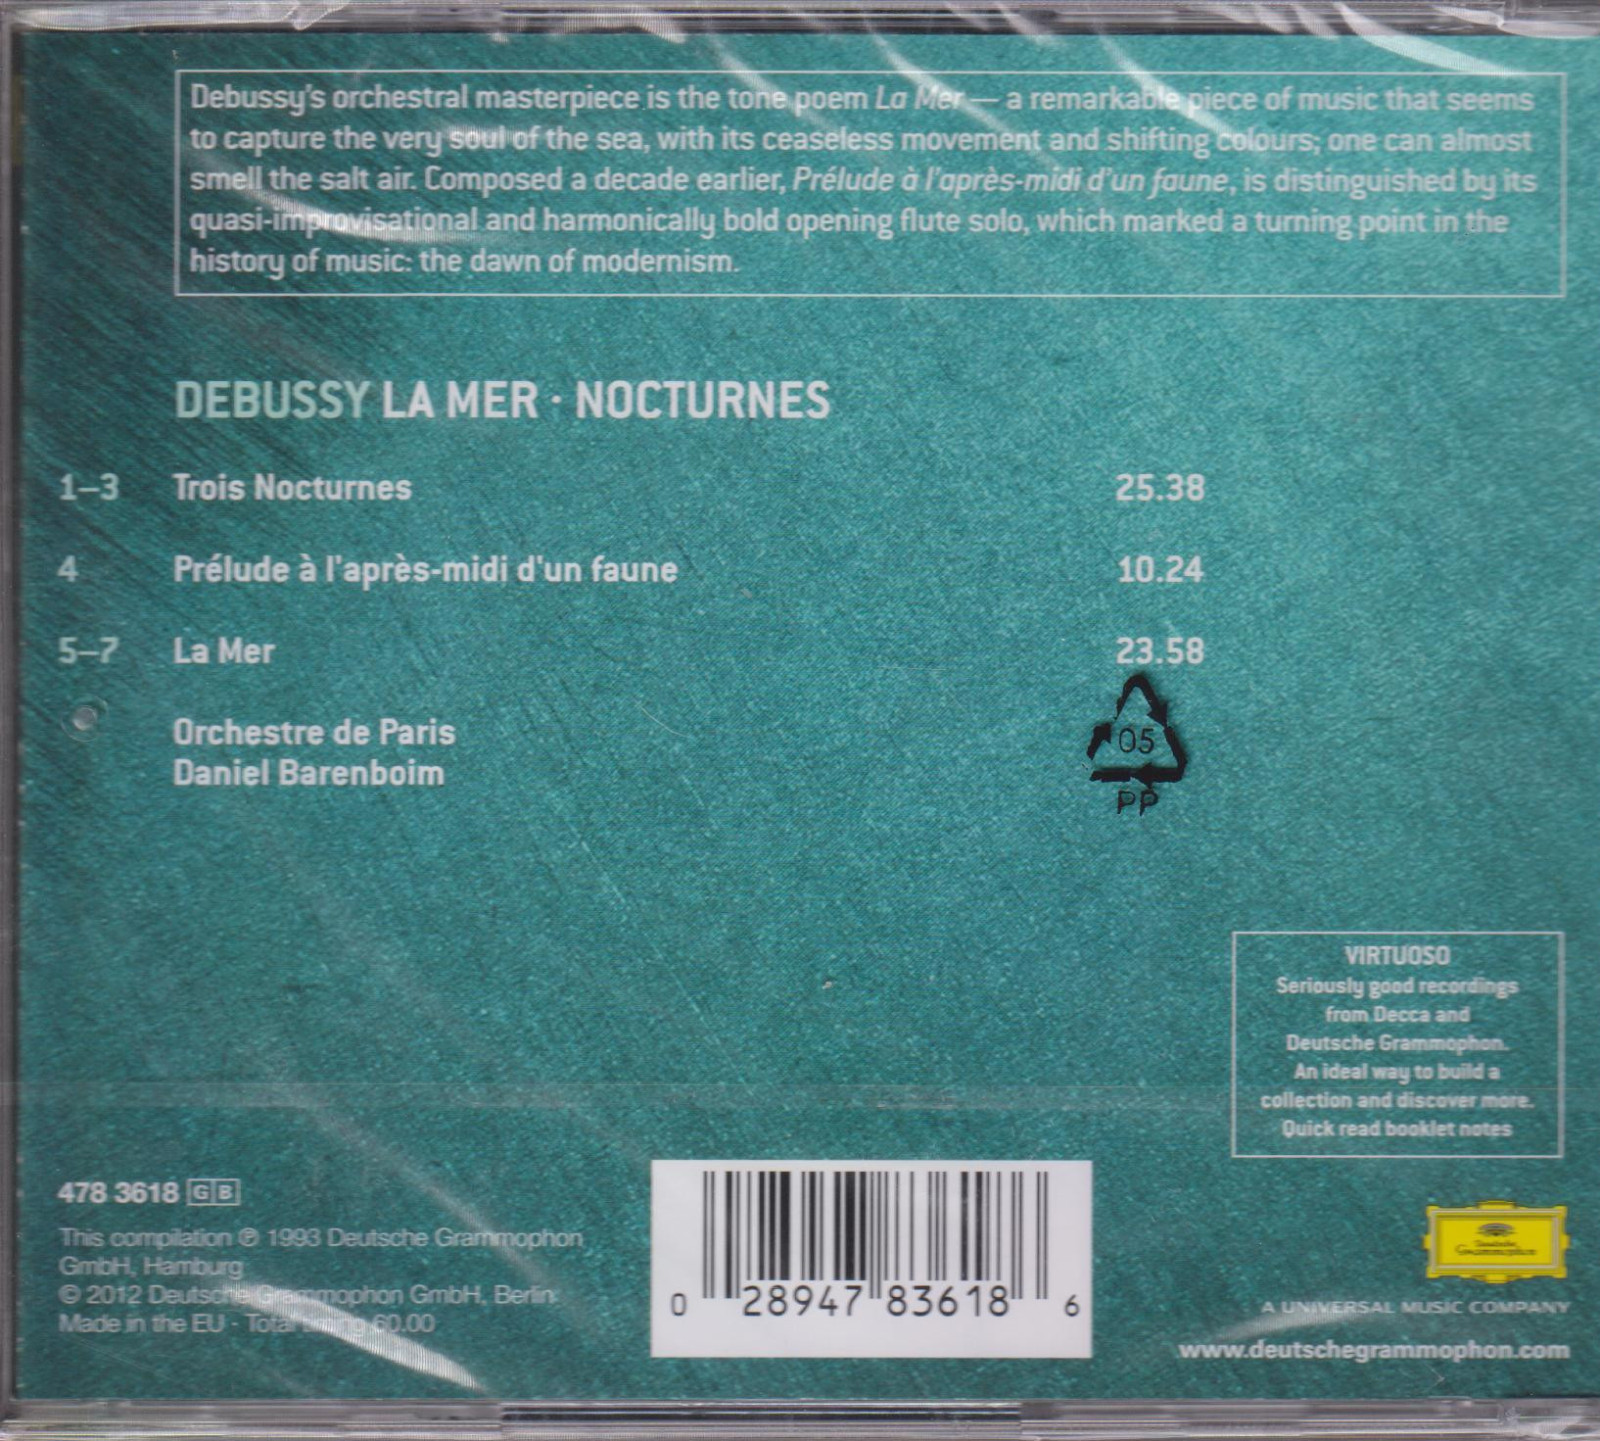 Debussy's orchestral masterpiece is the tone poem La Mer — a remarkable piece of music that seems
to capture the very soul of the sea, with its ceaseless movement and shifting colours; one can almost
smell the salt air. Composed a decade earlier, Prélude à l'après-midi d'un faune, is distinguished by its
quasi-improvisational and harmonically bold opening flute solo, which marked a turning point in the
history of music: the dawn of modernism.
DEBUSSY LA MER · NOCTURNES
1–3 Trois Nocturnes 25.38
4 Prélude à l'après-midi d'un faune 10.24
5–7 La Mer 23.58
Orchestre de Paris
Daniel Barenboim
05
PP
VIRTUOSO
Seriously good recordings
from Decca and
Deutsche Grammophon.
An ideal way to build a
collection and discover more.
Quick read booklet notes
478 3618 GB
This compilation ℗ 1993 Deutsche Grammophon
GmbH, Hamburg
© 2012 Deutsche Grammophon GmbH, Berlin
Made in the EU · Total timing 60.00
0 28947 83618 6
Deutsche
Grammophon
A UNIVERSAL MUSIC COMPANY
www.deutschegrammophon.com